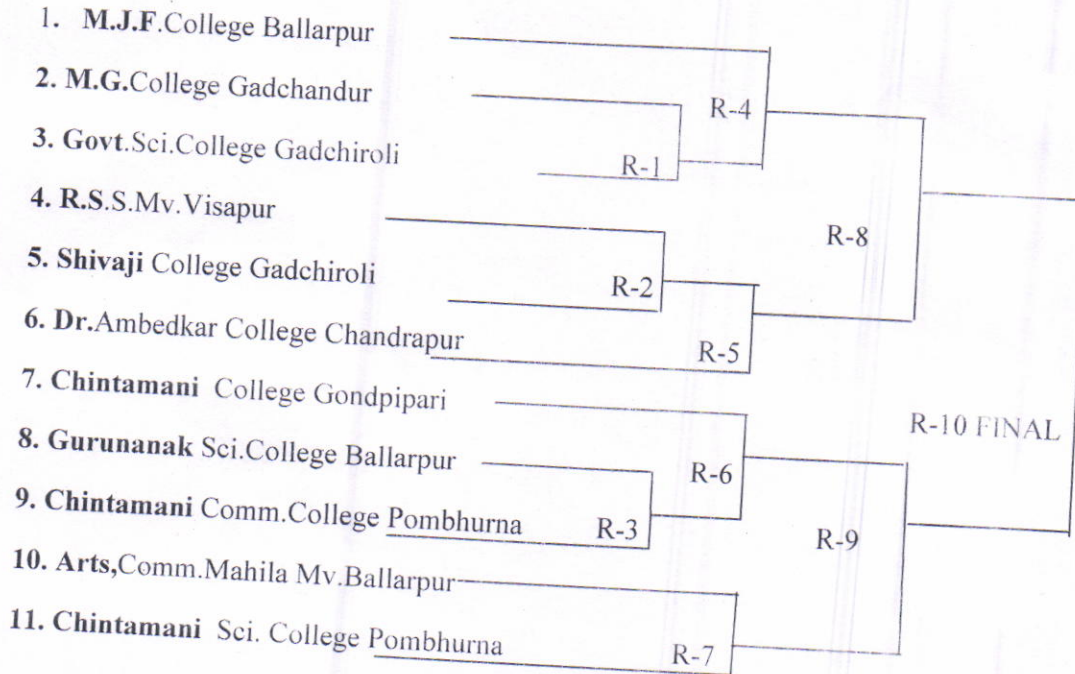 1. M.J.F.College Ballarpur
2. M.G.College Gadchandur
R-4
3. Govt.Sci.College Gadchiroli
R-1
4. R.S.S.Mv.Visapur
R-8
5. Shivaji College Gadchiroli
R-2
6. Dr.Ambedkar College Chandrapur
R-5
7. Chintamani College Gondpipari
R-10 FINAL
8. Gurunanak Sci.College Ballarpur
R-6
9. Chintamani Comm.College Pombhurna
R-3
R-9
10. Arts,Comm.Mahila Mv.Ballarpur
11. Chintamani Sci. College Pombhurna
R-7